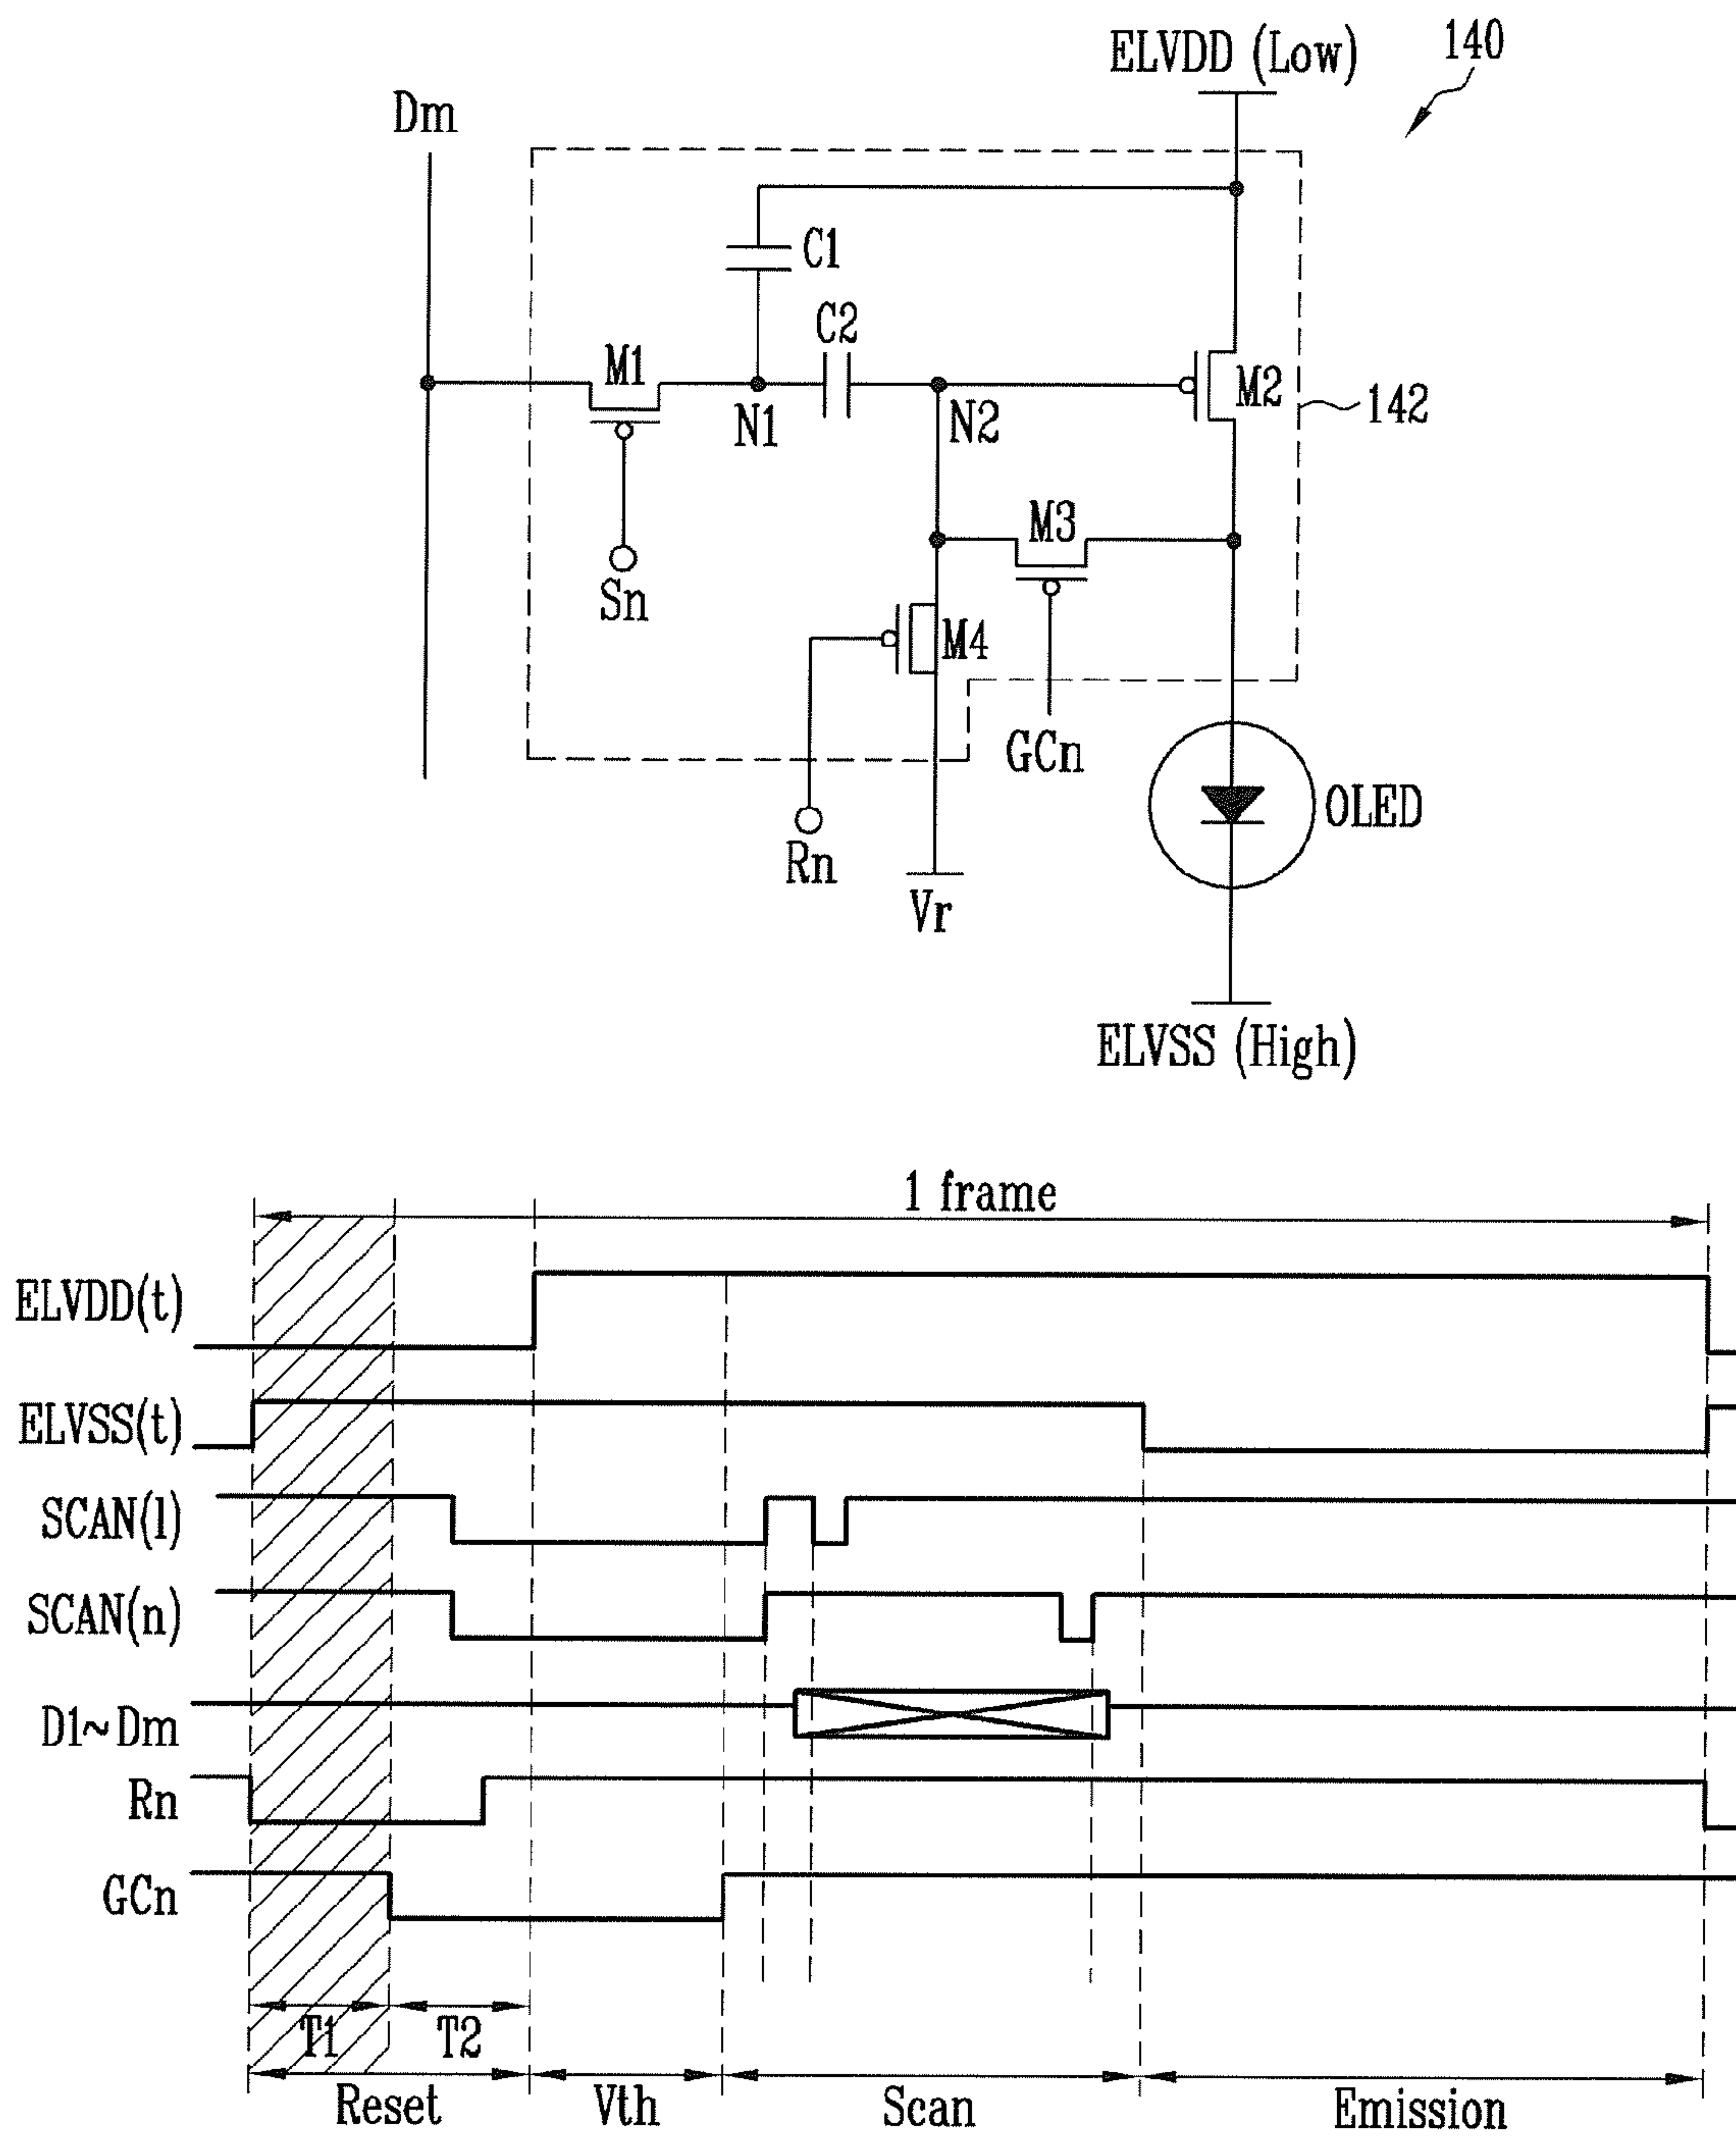 ELVDD (Low)
140
Dm
C1
C2
M1
M2
N1
N2
142
M3
Sn
M4
GCn
OLED
Rn
Vr
ELVSS (High)
1 frame
ELVDD(t)
ELVSS(t)
SCAN(1)
SCAN(n)
D1~Dm
Rn
GCn
T1
T2
Reset
Vth
Scan
Emission